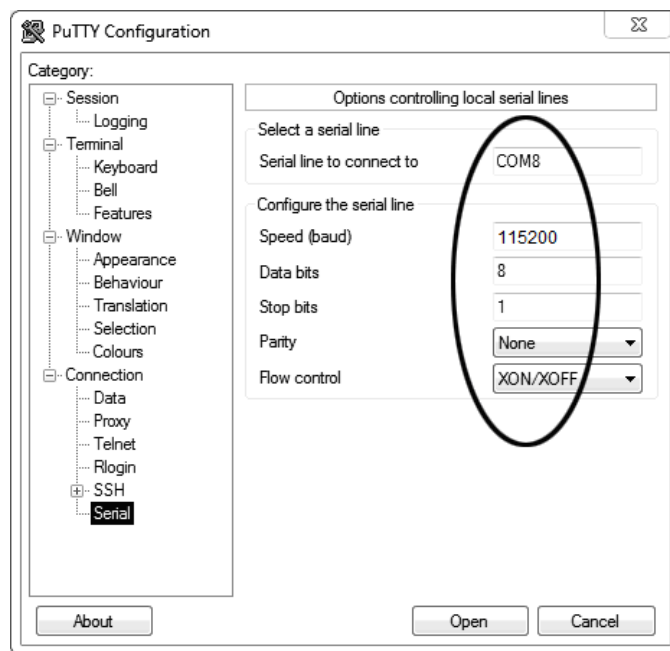 PuTTY Configuration
Category:
Session
Logging
Terminal
Keyboard
Bell
Features
Window
Appearance
Behaviour
Translation
Selection
Colours
Connection
Data
Proxy
Telnet
Rlogin
SSH
Serial
Options controlling local serial lines
Select a serial line
Serial line to connect to COM8
Configure the serial line
Speed (baud) 115200
Data bits 8
Stop bits 1
Parity None
Flow control XON/XOFF
About Open Cancel